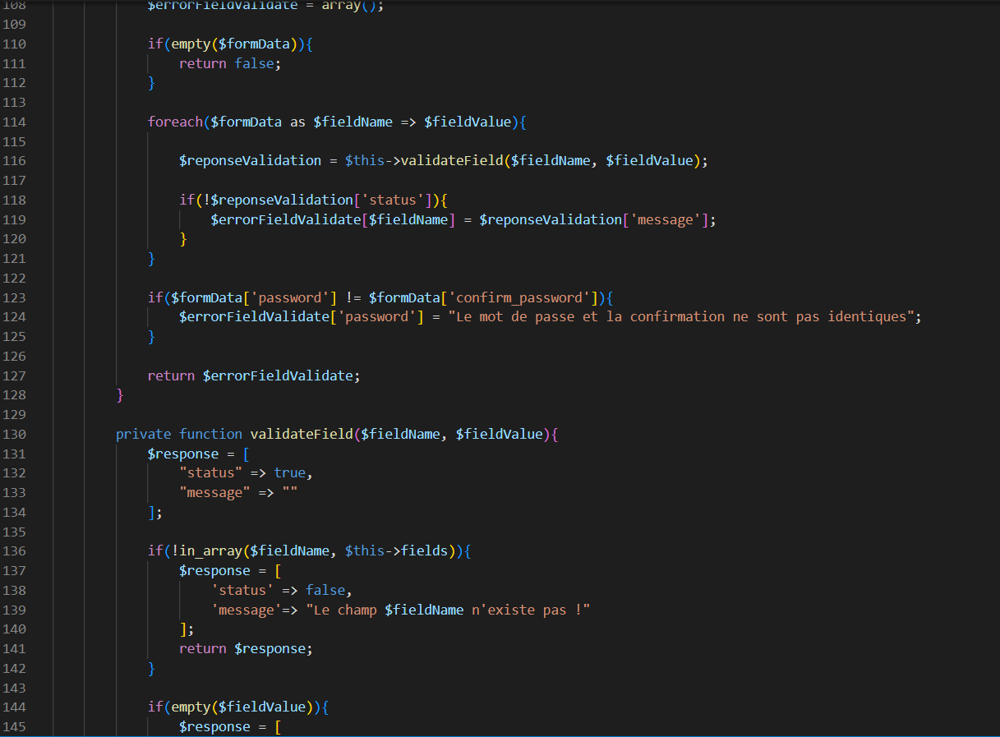 108 $errorFieldValidate = array();
109
110 if(empty($formData)){
111 return false;
112 }
113
114 foreach($formData as $fieldName => $fieldValue){
115
116 $reponseValidation = $this->validateField($fieldName, $fieldValue);
117
118 if(!$reponseValidation['status']){
119 $errorFieldValidate[$fieldName] = $reponseValidation['message'];
120 }
121 }
122
123 if($formData['password'] != $formData['confirm_password']){
124 $errorFieldValidate['password'] = "Le mot de passe et la confirmation ne sont pas identiques";
125 }
126
127 return $errorFieldValidate;
128 }
129
130 private function validateField($fieldName, $fieldValue){
131 $response = [
132 "status" => true,
133 "message" => ""
134 ];
135
136 if(!in_array($fieldName, $this->fields)){
137 $response = [
138 'status' => false,
139 'message'=> "Le champ $fieldName n'existe pas !"
140 ];
141 return $response;
142 }
143
144 if(empty($fieldValue)){
145 $response = [